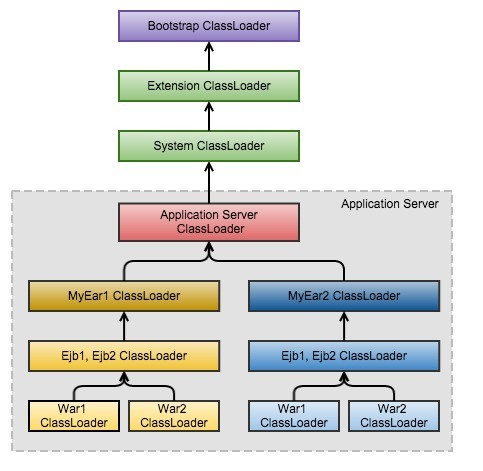 Bootstrap ClassLoader
Extension ClassLoader
System ClassLoader
Application Server
Application Server
ClassLoader
MyEar1 ClassLoader
MyEar2 ClassLoader
Ejb1, Ejb2 ClassLoader
Ejb1, Ejb2 ClassLoader
War1
ClassLoader
War2
ClassLoader
War1
ClassLoader
War2
ClassLoader